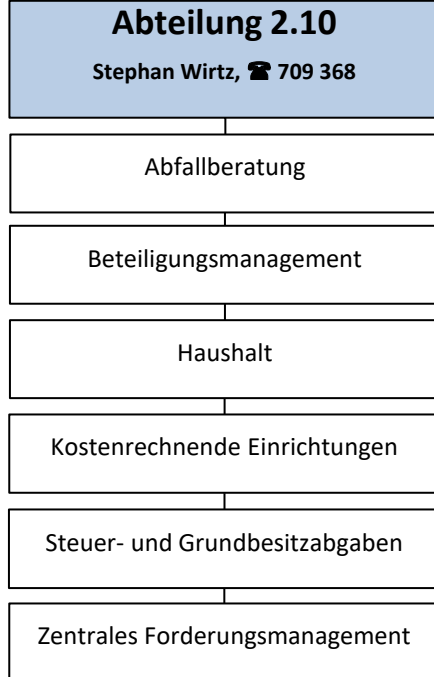 Abteilung 2.10
Stephan Wirtz, ☎ 709 368
Abfallberatung
Beteiligungsmanagement
Haushalt
Kostenrechnende Einrichtungen
Steuer- und Grundbesitzabgaben
Zentrales Forderungsmanagement